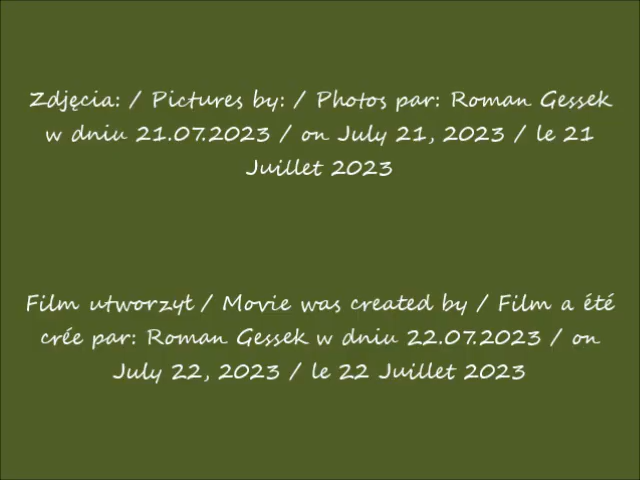 Zdjęcia: / Pictures by: / Photos par: Roman Gessek
w dniu 21.07.2023 / on July 21, 2023 / le 21
Juillet 2023
Film utworzył / Movie was created by / Film a été
crée par: Roman Gessek w dniu 22.07.2023 / on
July 22, 2023 / le 22 Juillet 2023